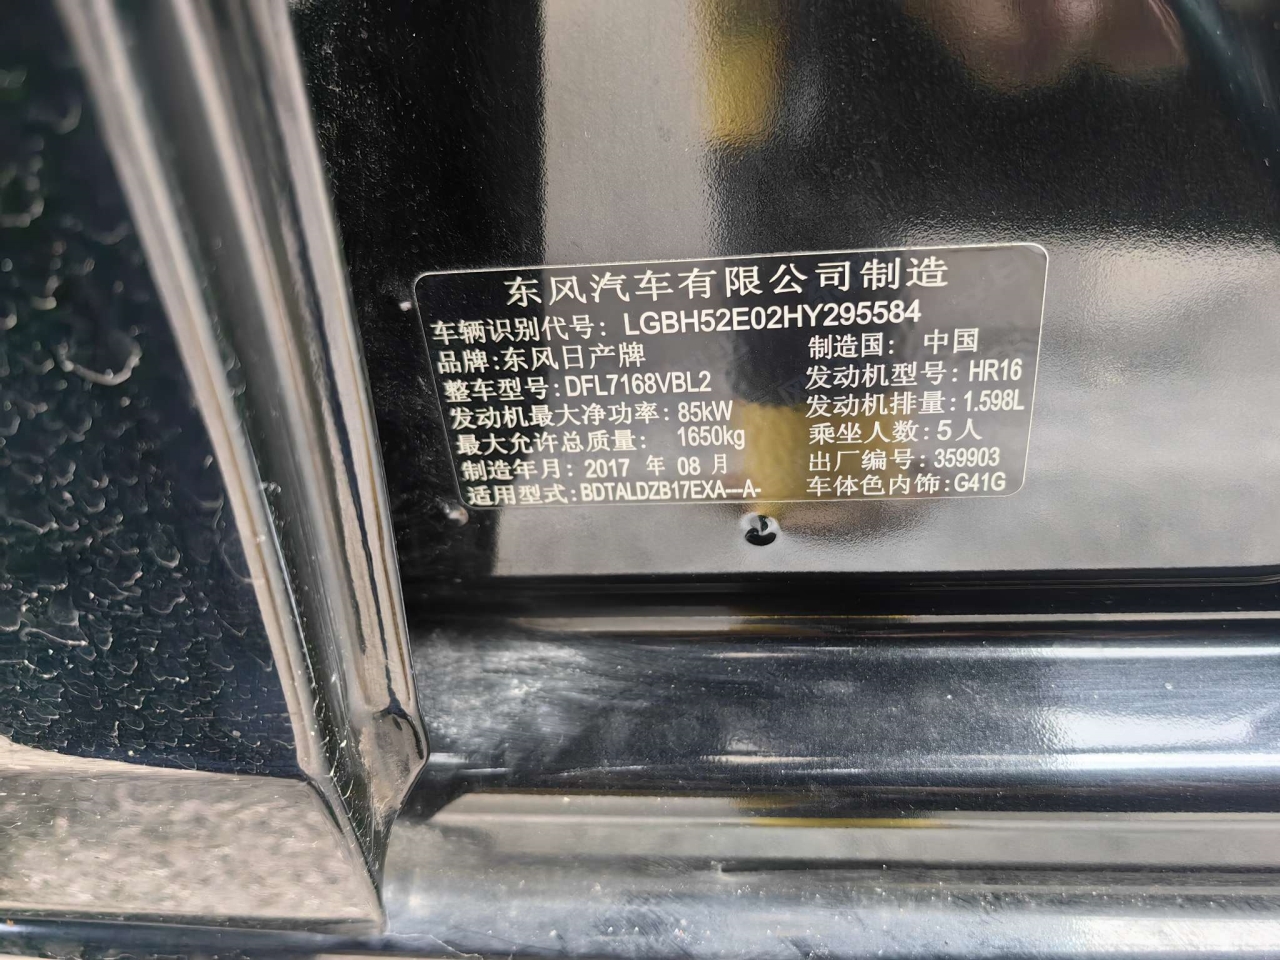 东风汽车有限公司制造
车辆识别代号: LGBH52E02HY295584
品牌:东风日产牌 制造国: 中国
整车型号:DFL7168VBL2 发动机型号:HR16
发动机最大净功率:85kW 发动机排量:1.598L
最大允许总质量: 1650kg 乘坐人数:5人
制造年月: 2017 年 08 月 出厂编号:359903
适用型式:BDTALDZB17EXA---A- 车体色内饰:G41G